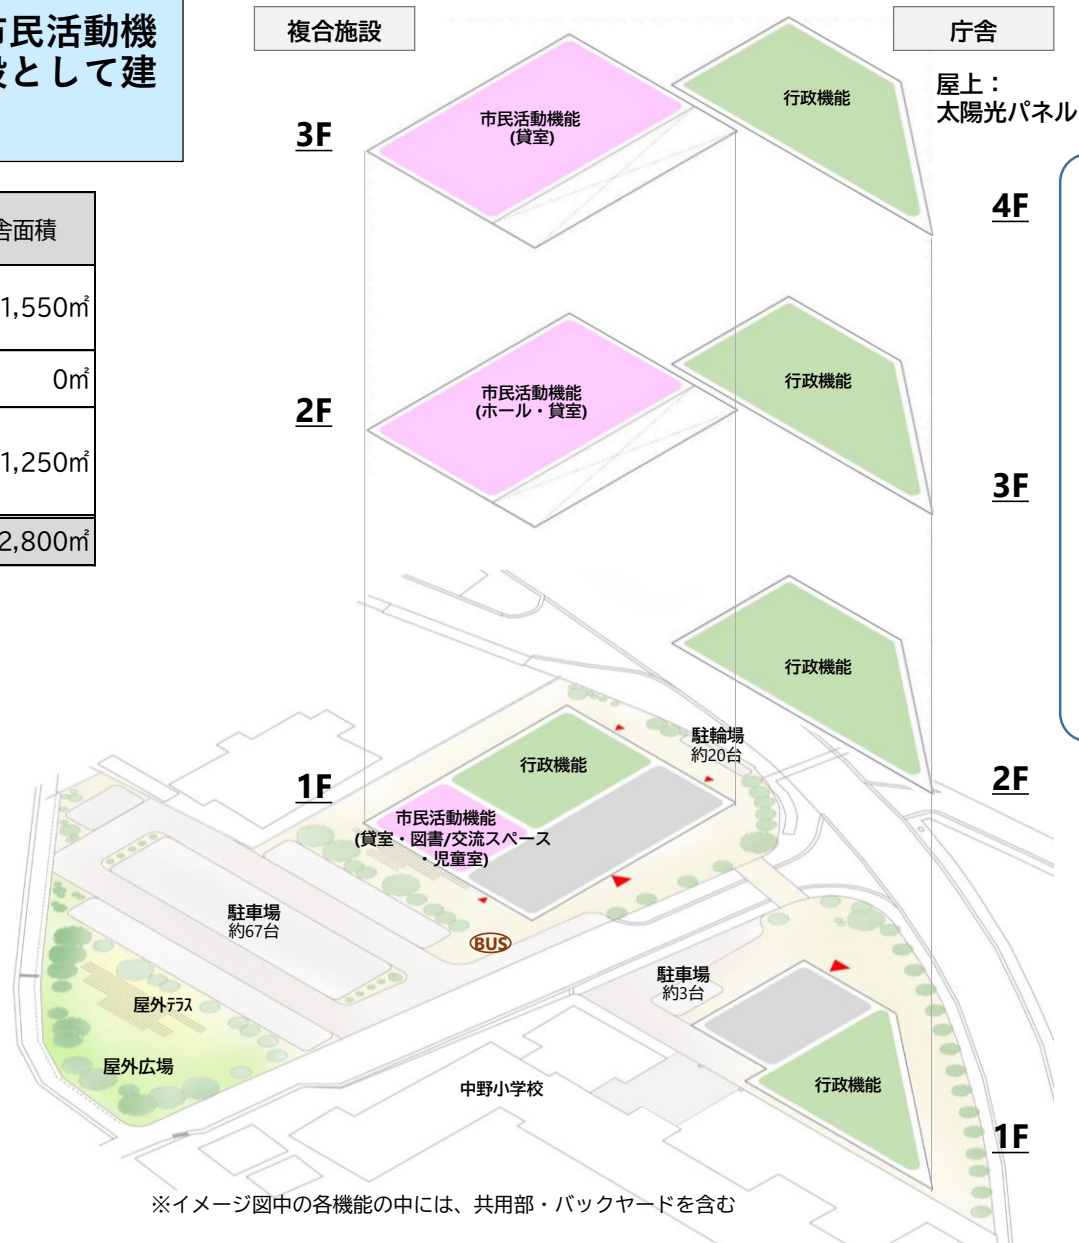 市民活動機
設として建
舎面積
1,550㎡
0㎡
1,250㎡
2,800㎡
複合施設
庁舎
屋上：
太陽光パネル
3F
市民活動機能
(貸室)
行政機能
4F
2F
市民活動機能
(ホール・貸室)
行政機能
3F
行政機能
2F
1F
行政機能
市民活動機能
(貸室・図書/交流スペース
・児童室)
駐輪場
約20台
駐車場
約67台
BUS
駐車場
約3台
屋外テラス
屋外広場
中野小学校
行政機能
1F
※イメージ図中の各機能の中には、共用部・バックヤードを含む